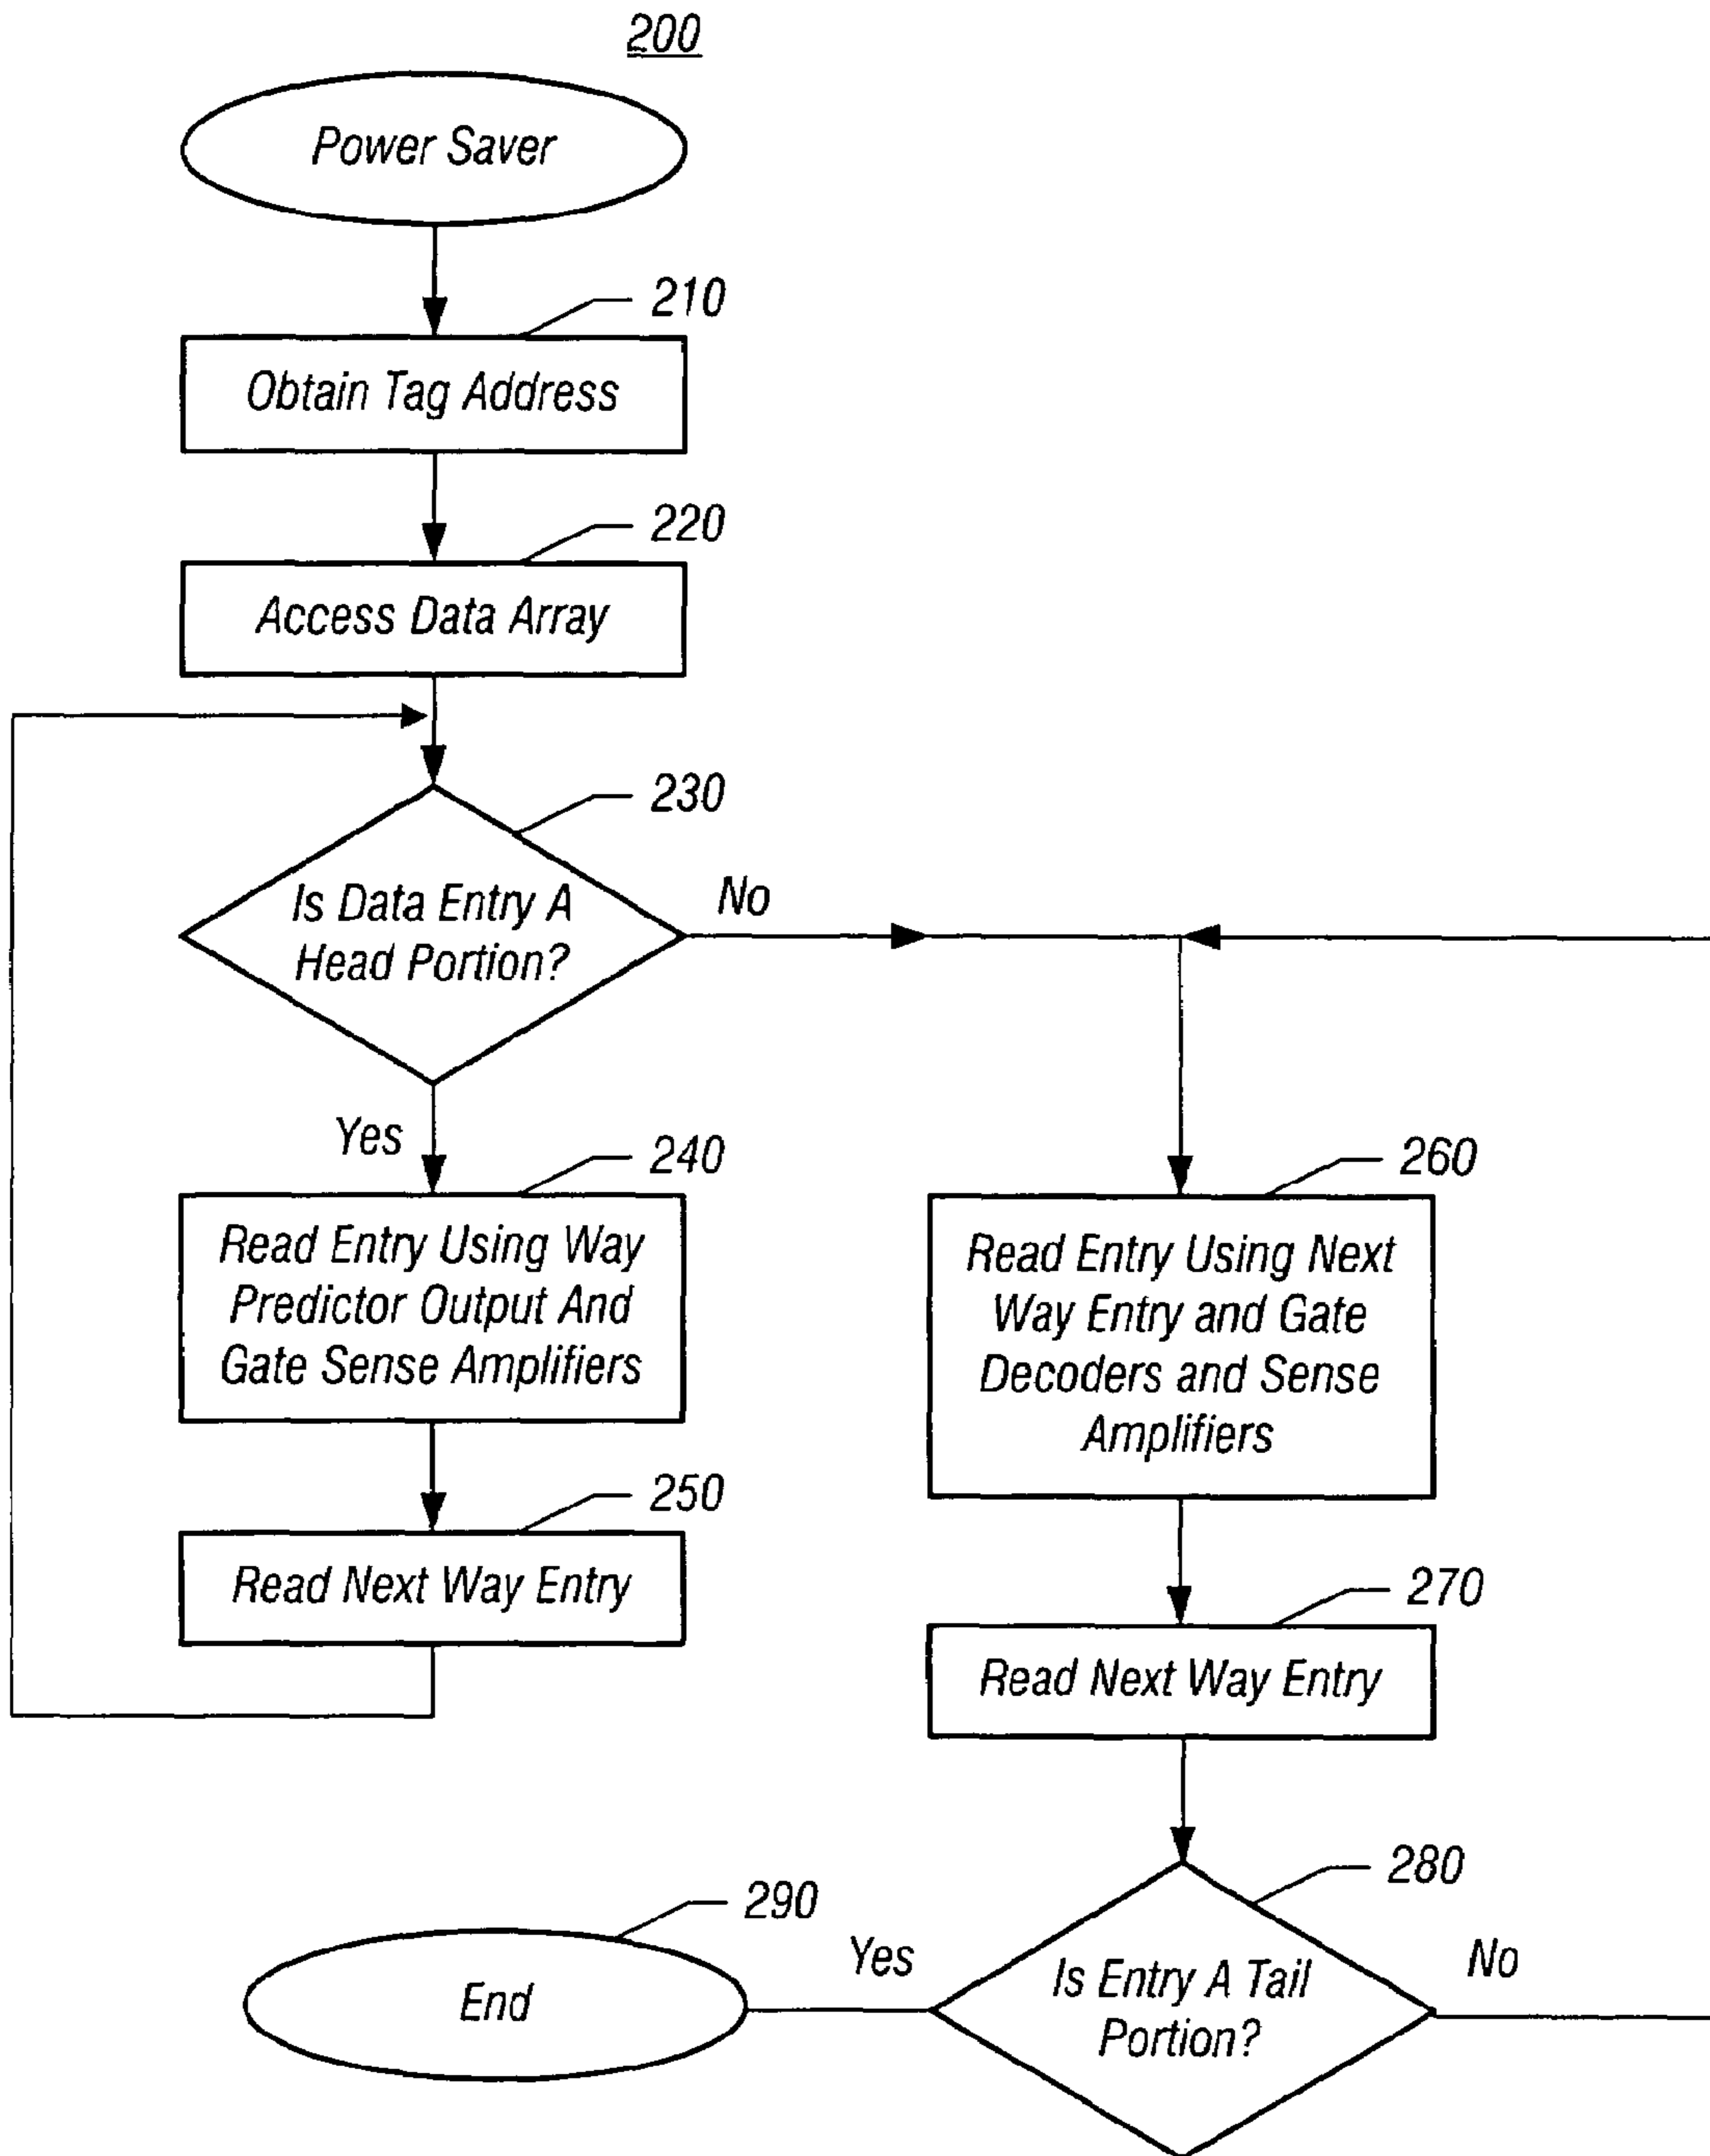 200
Power Saver
210
Obtain Tag Address
220
Access Data Array
230
Is Data Entry A
Head Portion?
No
Yes
240
Read Entry Using Way
Predictor Output And
Gate Sense Amplifiers
250
Read Next Way Entry
260
Read Entry Using Next
Way Entry and Gate
Decoders and Sense
Amplifiers
270
Read Next Way Entry
280
Is Entry A Tail
Portion?
Yes
No
290
End